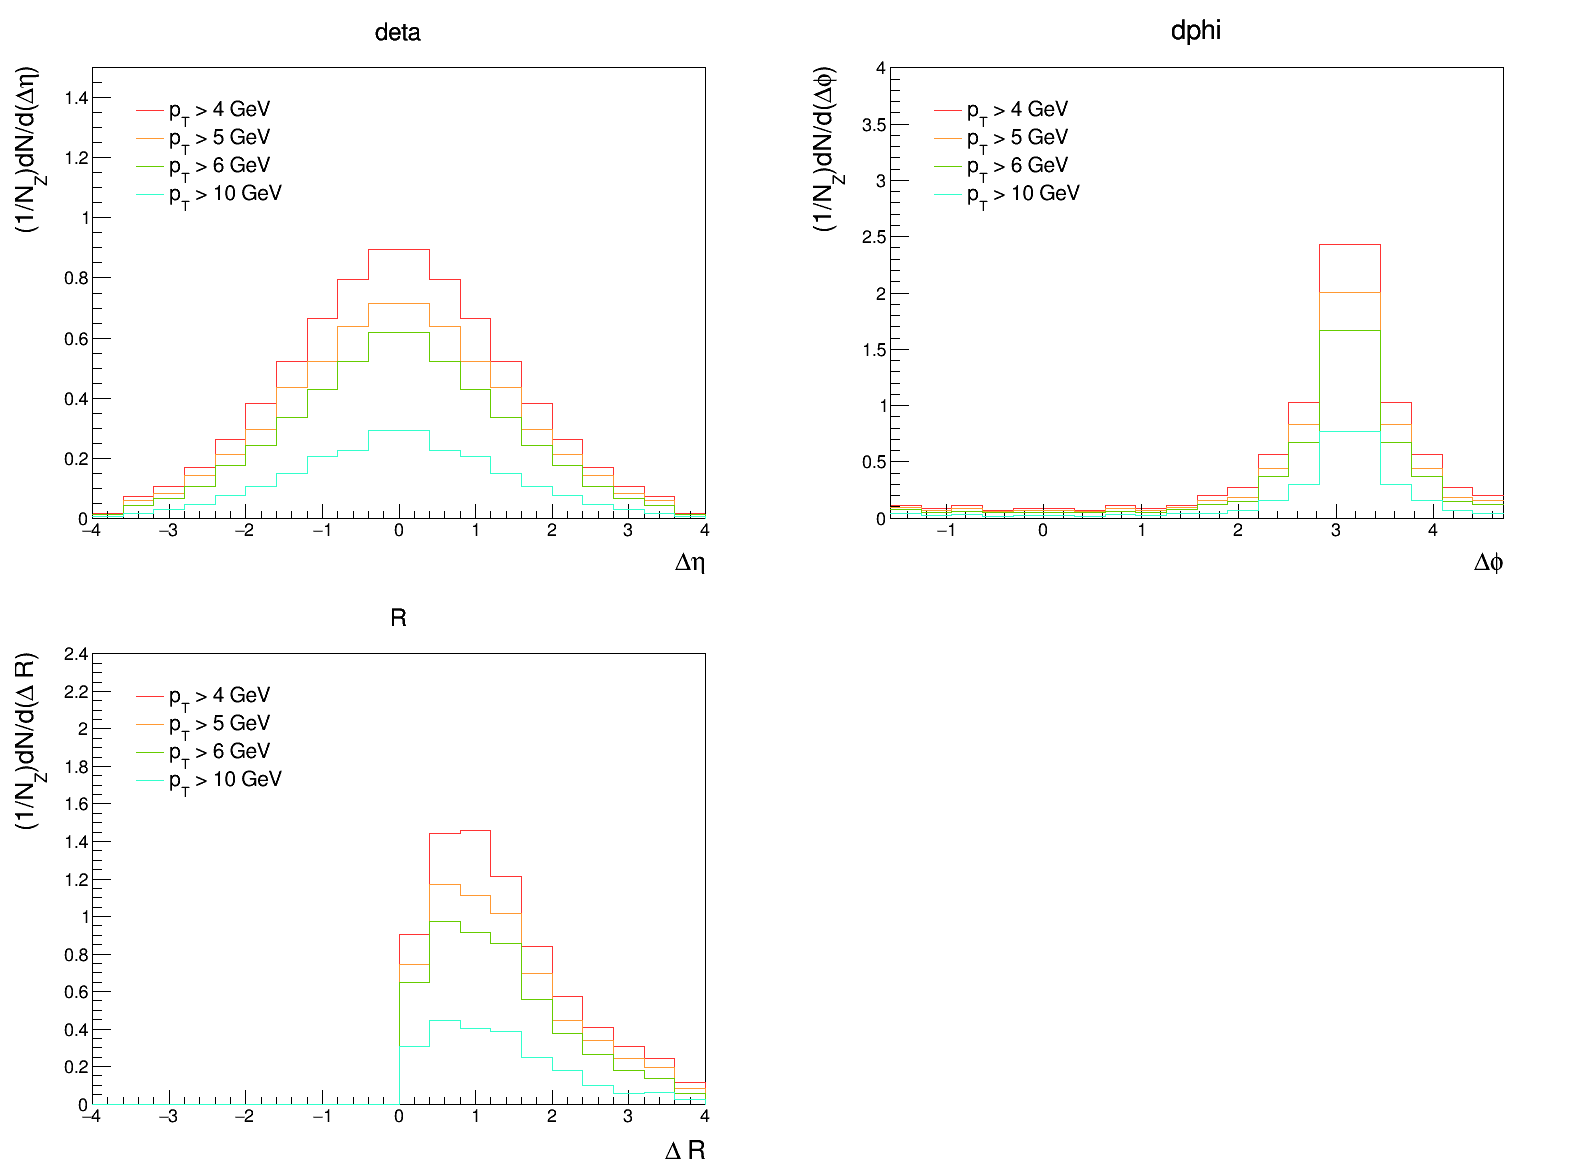 deta
(1/N_Z)dN/d(Δη)
p_T > 4 GeV
p_T > 5 GeV
p_T > 6 GeV
p_T > 10 GeV
1.4
1.2
1
0.8
0.6
0.4
0.2
0
−4 −3 −2 −1 0 1 2 3 4
Δη
dphi
(1/N_Z)dN/d(Δϕ)
p_T > 4 GeV
p_T > 5 GeV
p_T > 6 GeV
p_T > 10 GeV
4
3.5
3
2.5
2
1.5
1
0.5
0
−1 0 1 2 3 4
Δϕ
R
(1/N_Z)dN/d(Δ R)
p_T > 4 GeV
p_T > 5 GeV
p_T > 6 GeV
p_T > 10 GeV
2.4
2.2
2
1.8
1.6
1.4
1.2
1
0.8
0.6
0.4
0.2
0
−4 −3 −2 −1 0 1 2 3 4
Δ R